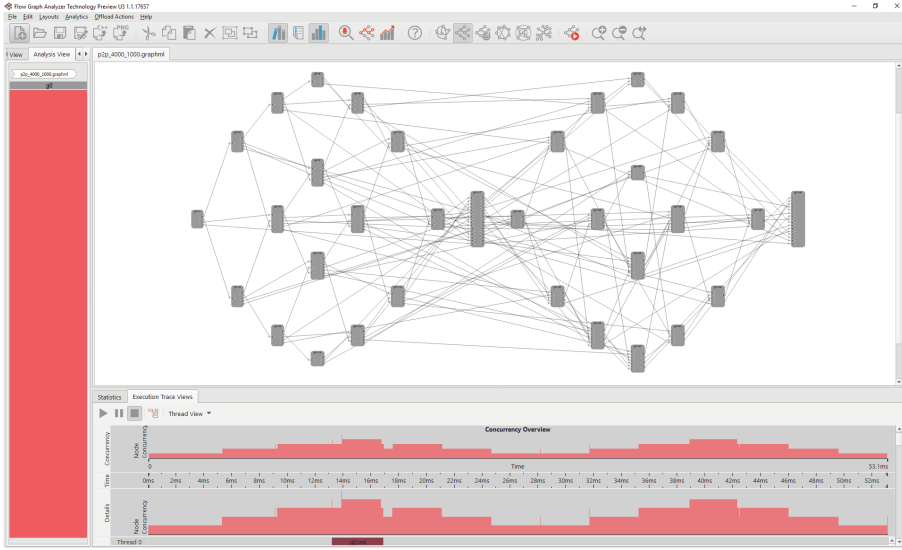 Flow Graph Analyzer Technology Preview U3 1.1.17657
File Edit Layouts Analytics Offload Actions Help
C++ .PNG
View Analysis View p2p_4000_1000.graphml
p2p_4000_1000.graphml
g0
Statistics Execution Trace Views
Thread View
Concurrency Overview
Concurrency
Node
Concurrency
0 Time 53.1ms
Time
0ms 2ms 4ms 6ms 8ms 10ms 12ms 14ms 16ms 18ms 20ms 22ms 24ms 26ms 28ms 30ms 32ms 34ms 36ms 38ms 40ms 42ms 44ms 46ms 48ms 50ms 52ms
Details
Node
Concurrency
Thread 0